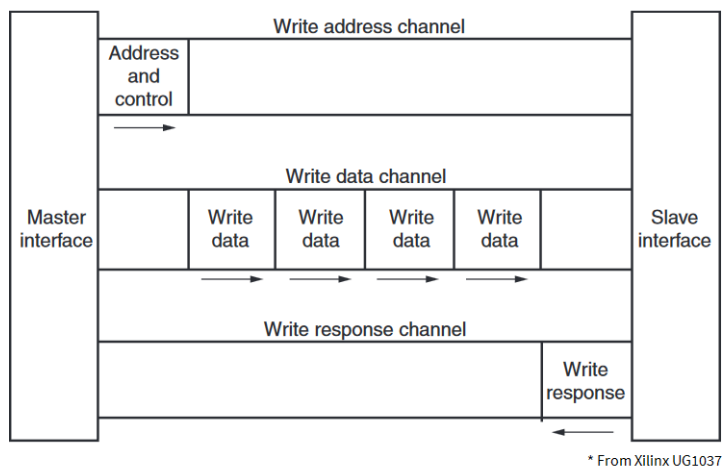 Write address channel
Address
and
control
Write data channel
Master
interface
Write
data
Write
data
Write
data
Write
data
Slave
interface
Write response channel
Write
response
* From Xilinx UG1037